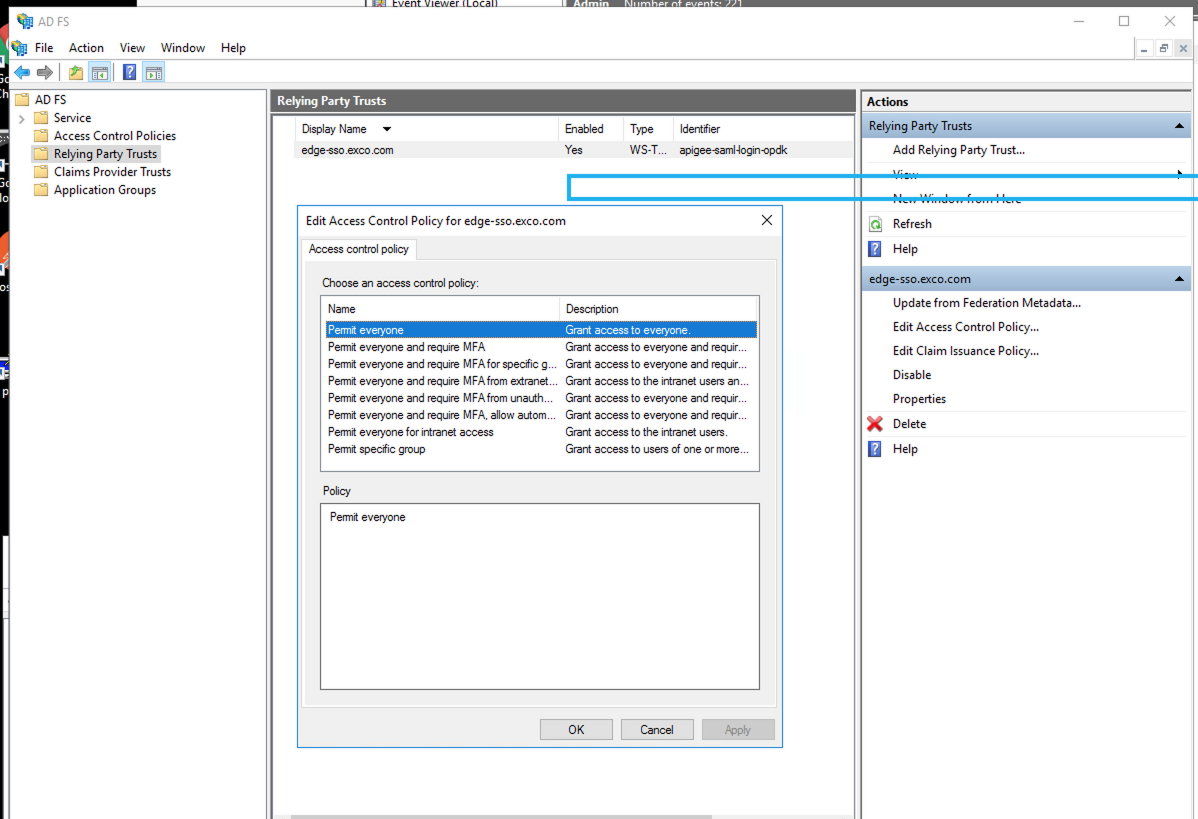 Event Viewer (Local)
Admin Number of events: 221
AD FS
File Action View Window Help
AD FS
Service
Access Control Policies
Relying Party Trusts
Claims Provider Trusts
Application Groups
Relying Party Trusts
Display Name Enabled Type Identifier
edge-sso.exco.com Yes WS-T... apigee-saml-login-opdk
Edit Access Control Policy for edge-sso.exco.com
Access control policy
Choose an access control policy:
Name Description
Permit everyone Grant access to everyone.
Permit everyone and require MFA Grant access to everyone and requir...
Permit everyone and require MFA for specific g... Grant access to everyone and requir...
Permit everyone and require MFA from extranet... Grant access to the intranet users an...
Permit everyone and require MFA from unauth... Grant access to everyone and requir...
Permit everyone and require MFA, allow autom... Grant access to everyone and requir...
Permit everyone for intranet access Grant access to the intranet users.
Permit specific group Grant access to users of one or more...
Policy
Permit everyone
OK Cancel Apply
Actions
Relying Party Trusts
Add Relying Party Trust...
View
New Window from Here
Refresh
Help
edge-sso.exco.com
Update from Federation Metadata...
Edit Access Control Policy...
Edit Claim Issuance Policy...
Disable
Properties
Delete
Help